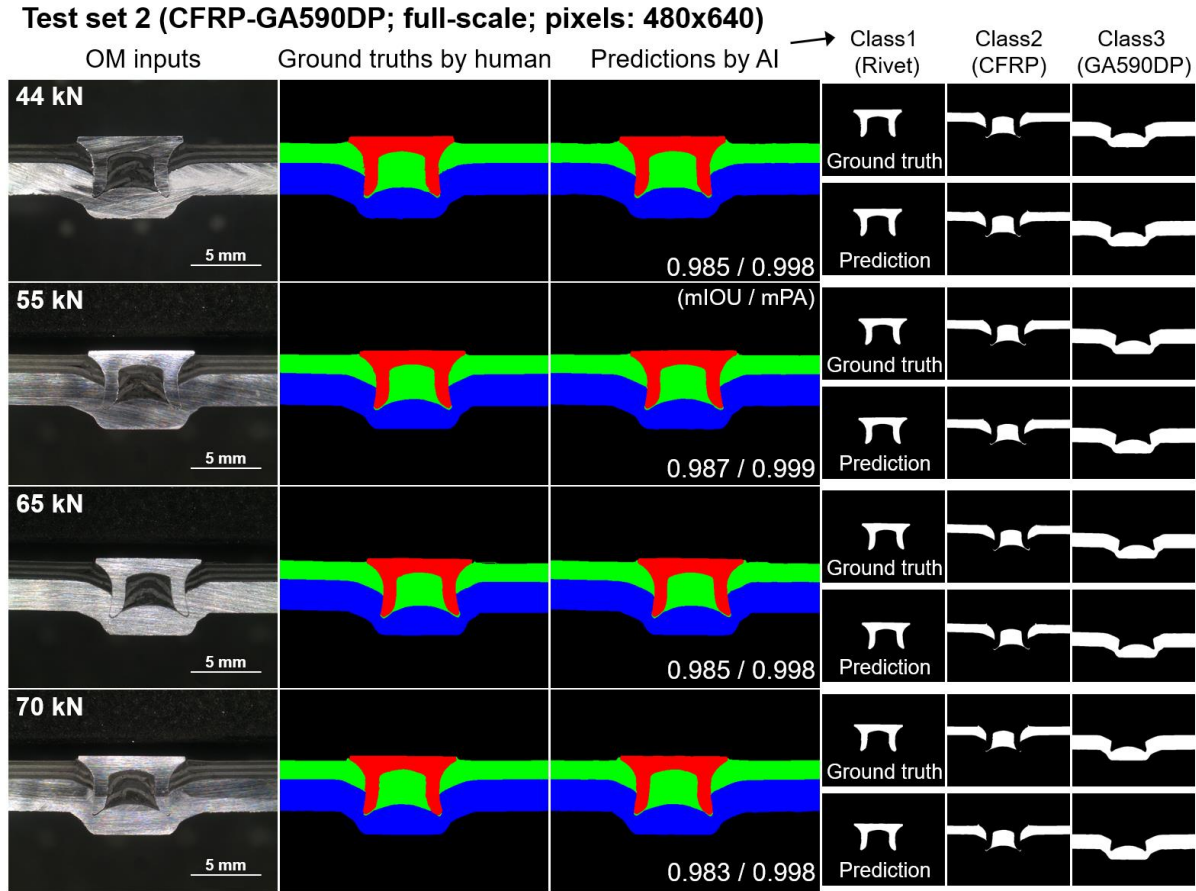 Test set 2 (CFRP-GA590DP; full-scale; pixels: 480x640)
OM inputs
Ground truths by human
Predictions by AI
Class1
(Rivet)
Class2
(CFRP)
Class3
(GA590DP)
44 kN
5 mm
0.985 / 0.998
(mIOU / mPA)
Ground truth
Prediction
55 kN
5 mm
0.987 / 0.999
Ground truth
Prediction
65 kN
5 mm
0.985 / 0.998
Ground truth
Prediction
70 kN
5 mm
0.983 / 0.998
Ground truth
Prediction